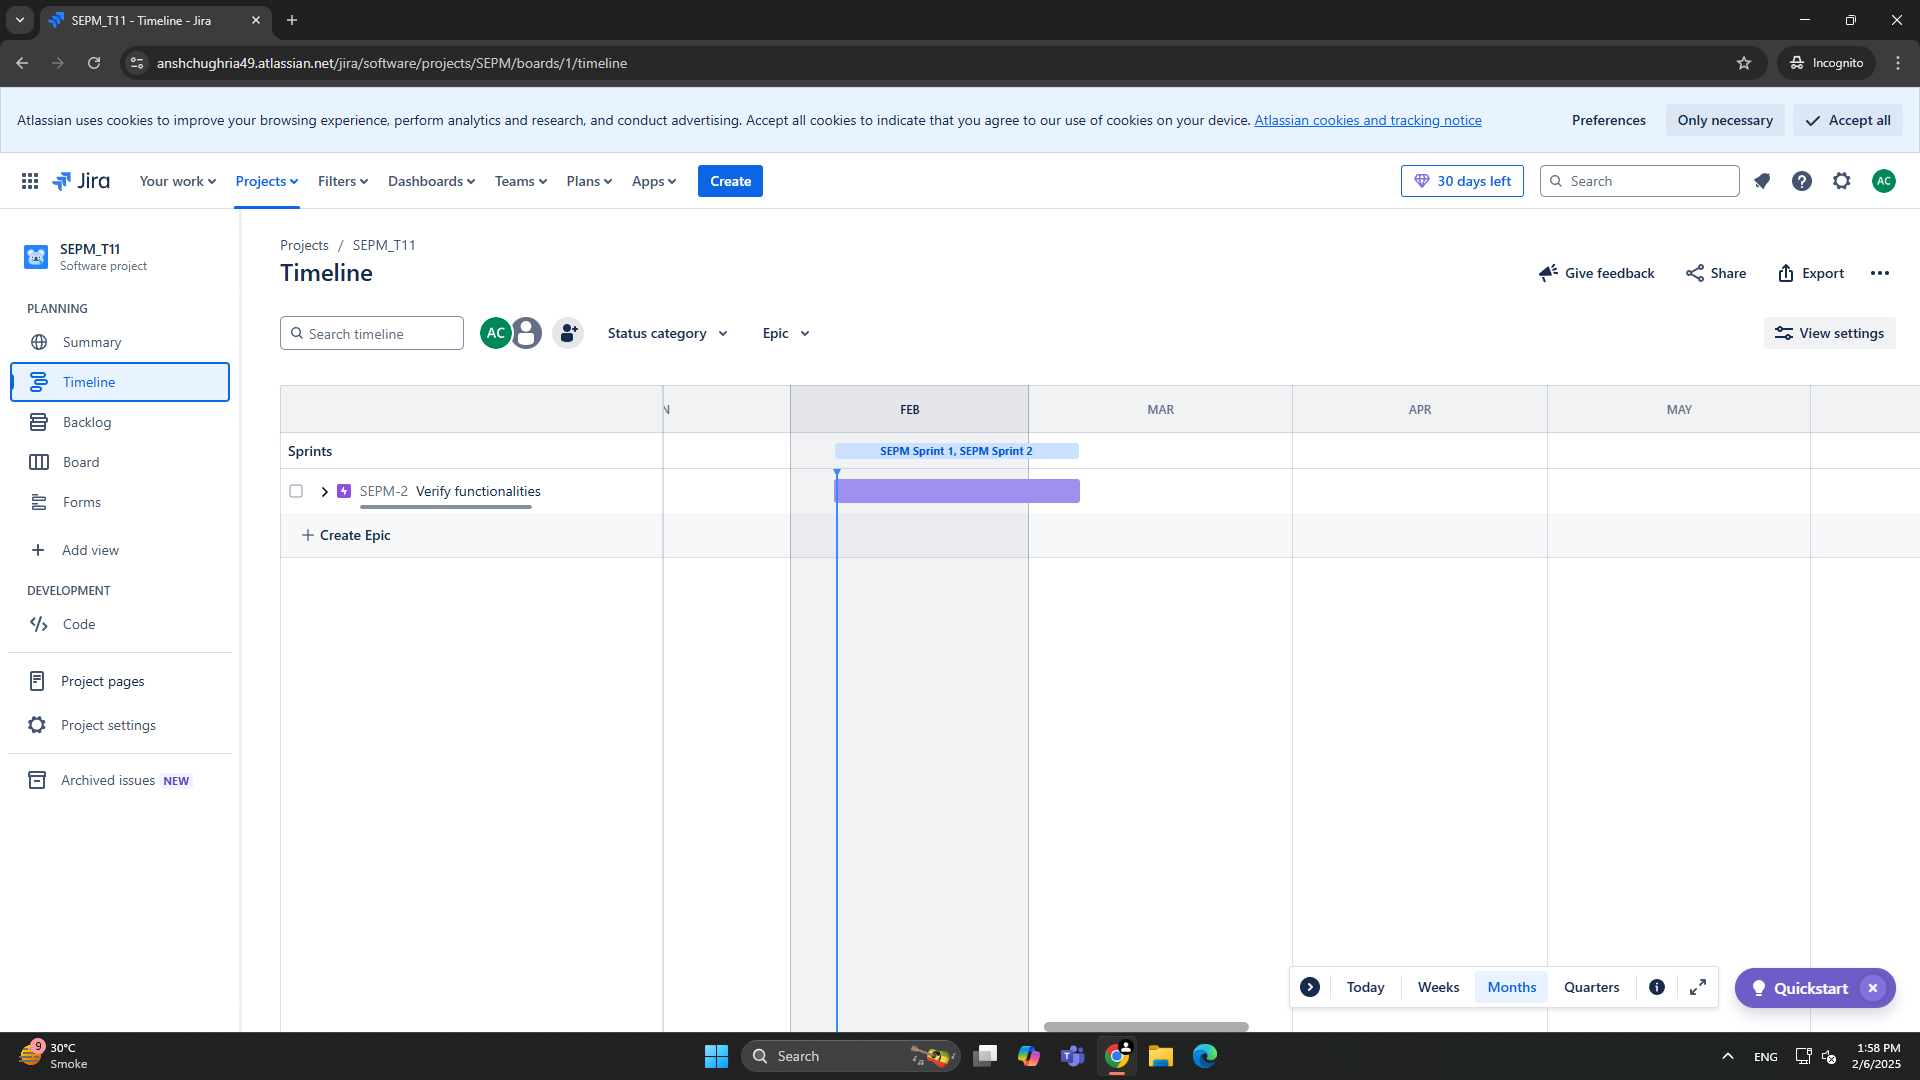 SEPM_T11 - Timeline - Jira
anshchughria49.atlassian.net/jira/software/projects/SEPM/boards/1/timeline
Incognito
Atlassian uses cookies to improve your browsing experience, perform analytics and research, and conduct advertising. Accept all cookies to indicate that you agree to our use of cookies on your device. Atlassian cookies and tracking notice
Preferences
Only necessary
Accept all
Jira
Your work
Projects
Filters
Dashboards
Teams
Plans
Apps
Create
30 days left
Search
AC
SEPM_T11
Software project
PLANNING
Summary
Timeline
Backlog
Board
Forms
Add view
DEVELOPMENT
Code
Project pages
Project settings
Archived issues NEW
Projects / SEPM_T11
Timeline
Give feedback
Share
Export
Search timeline
AC
Status category
Epic
View settings
N
FEB
MAR
APR
MAY
Sprints
SEPM Sprint 1, SEPM Sprint 2
SEPM-2 Verify functionalities
Create Epic
Today
Weeks
Months
Quarters
Quickstart
9
30°C
Smoke
Search
ENG
1:58 PM
2/6/2025